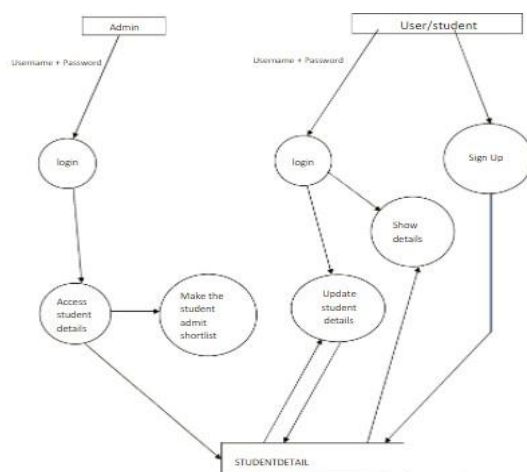 Admin
User/student
Username + Password
Username + Password
login
login
Sign Up
Show
details
Access
student
details
Make the
student
admit
shortlist
Update
student
details
STUDENTDETAIL